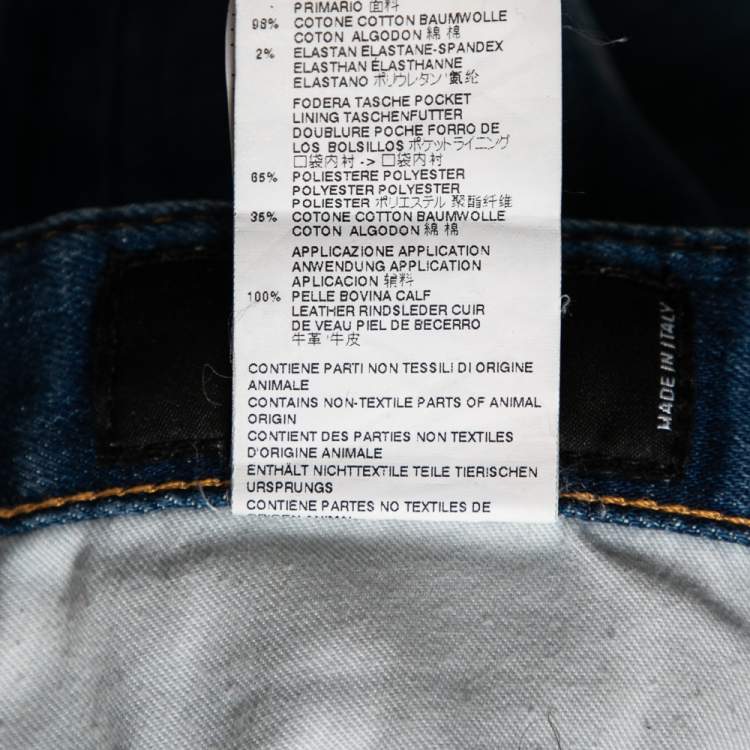 PRIMARIO 面料
98% COTONE COTTON BAUMWOLLE
COTON ALGODON 綿 棉
2% ELASTAN ELASTANE-SPANDEX
ELASTHAN ÉLASTHANNE
ELASTANO ポリウレタン 氨纶
FODERA TASCHE POCKET
LINING TASCHENFUTTER
DOUBLURE POCHE FORRO DE
LOS BOLSILLOS ポケットライニング
口袋内衬 -> 口袋内衬
65% POLIESTERE POLYESTER
POLYESTER POLYESTER
POLIESTER ポリエステル 聚酯纤维
35% COTONE COTTON BAUMWOLLE
COTON ALGODON 綿 棉
APPLICAZIONE APPLICATION
ANWENDUNG APPLICATION
APLICACION 辅料
100% PELLE BOVINA CALF
LEATHER RINDSLEDER CUIR
DE VEAU PIEL DE BECERRO
牛革 牛皮
CONTIENE PARTI NON TESSILI DI ORIGINE
ANIMALE
CONTAINS NON-TEXTILE PARTS OF ANIMAL
ORIGIN
CONTIENT DES PARTIES NON TEXTILES
D'ORIGINE ANIMALE
ENTHÄLT NICHTTEXTILE TEILE TIERISCHEN
URSPRUNGS
CONTIENE PARTES NO TEXTILES DE
MADE IN ITALY